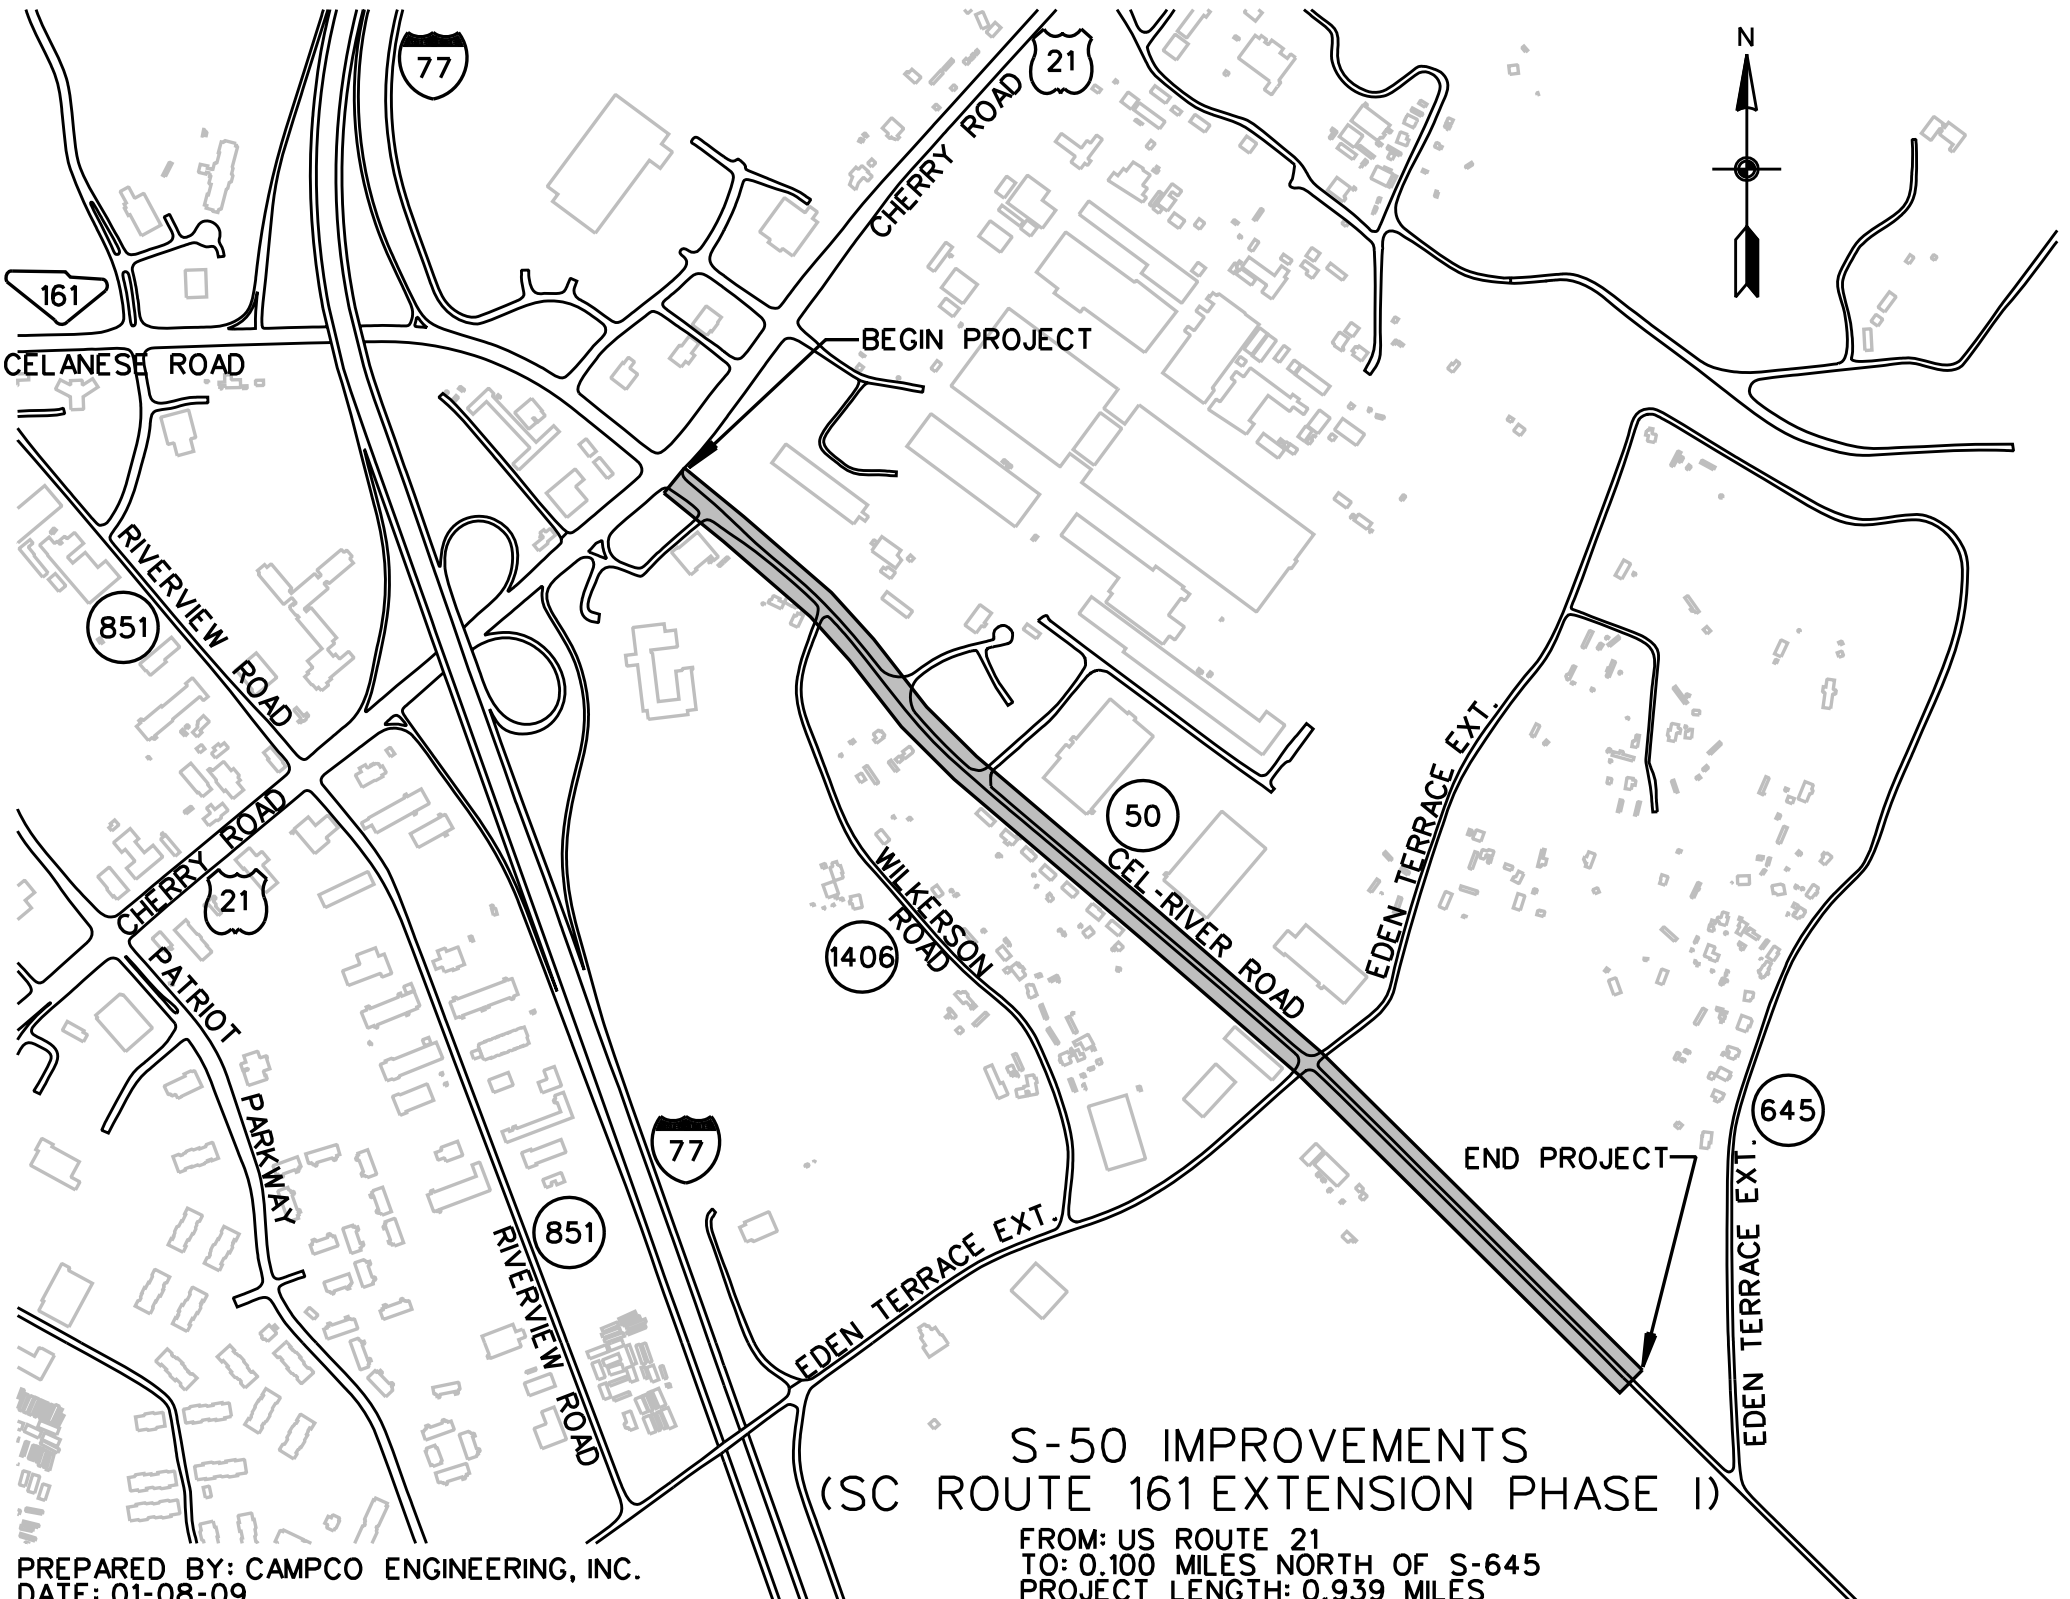 77
21
N
CHERRY ROAD
161
CELANESE ROAD
BEGIN PROJECT
RIVERVIEW ROAD
851
50
CEL-RIVER ROAD
EDEN TERRACE EXT.
CHERRY ROAD
21
WILKERSON
ROAD
1406
PATRIOT PARKWAY
645
EDEN TERRACE EXT.
END PROJECT
77
851
RIVERVIEW ROAD
EDEN TERRACE EXT.
S-50 IMPROVEMENTS
(SC ROUTE 161 EXTENSION PHASE I)
FROM: US ROUTE 21
TO: 0.100 MILES NORTH OF S-645
PROJECT LENGTH: 0.939 MILES
PREPARED BY: CAMPCO ENGINEERING, INC.
DATE: 01-08-09